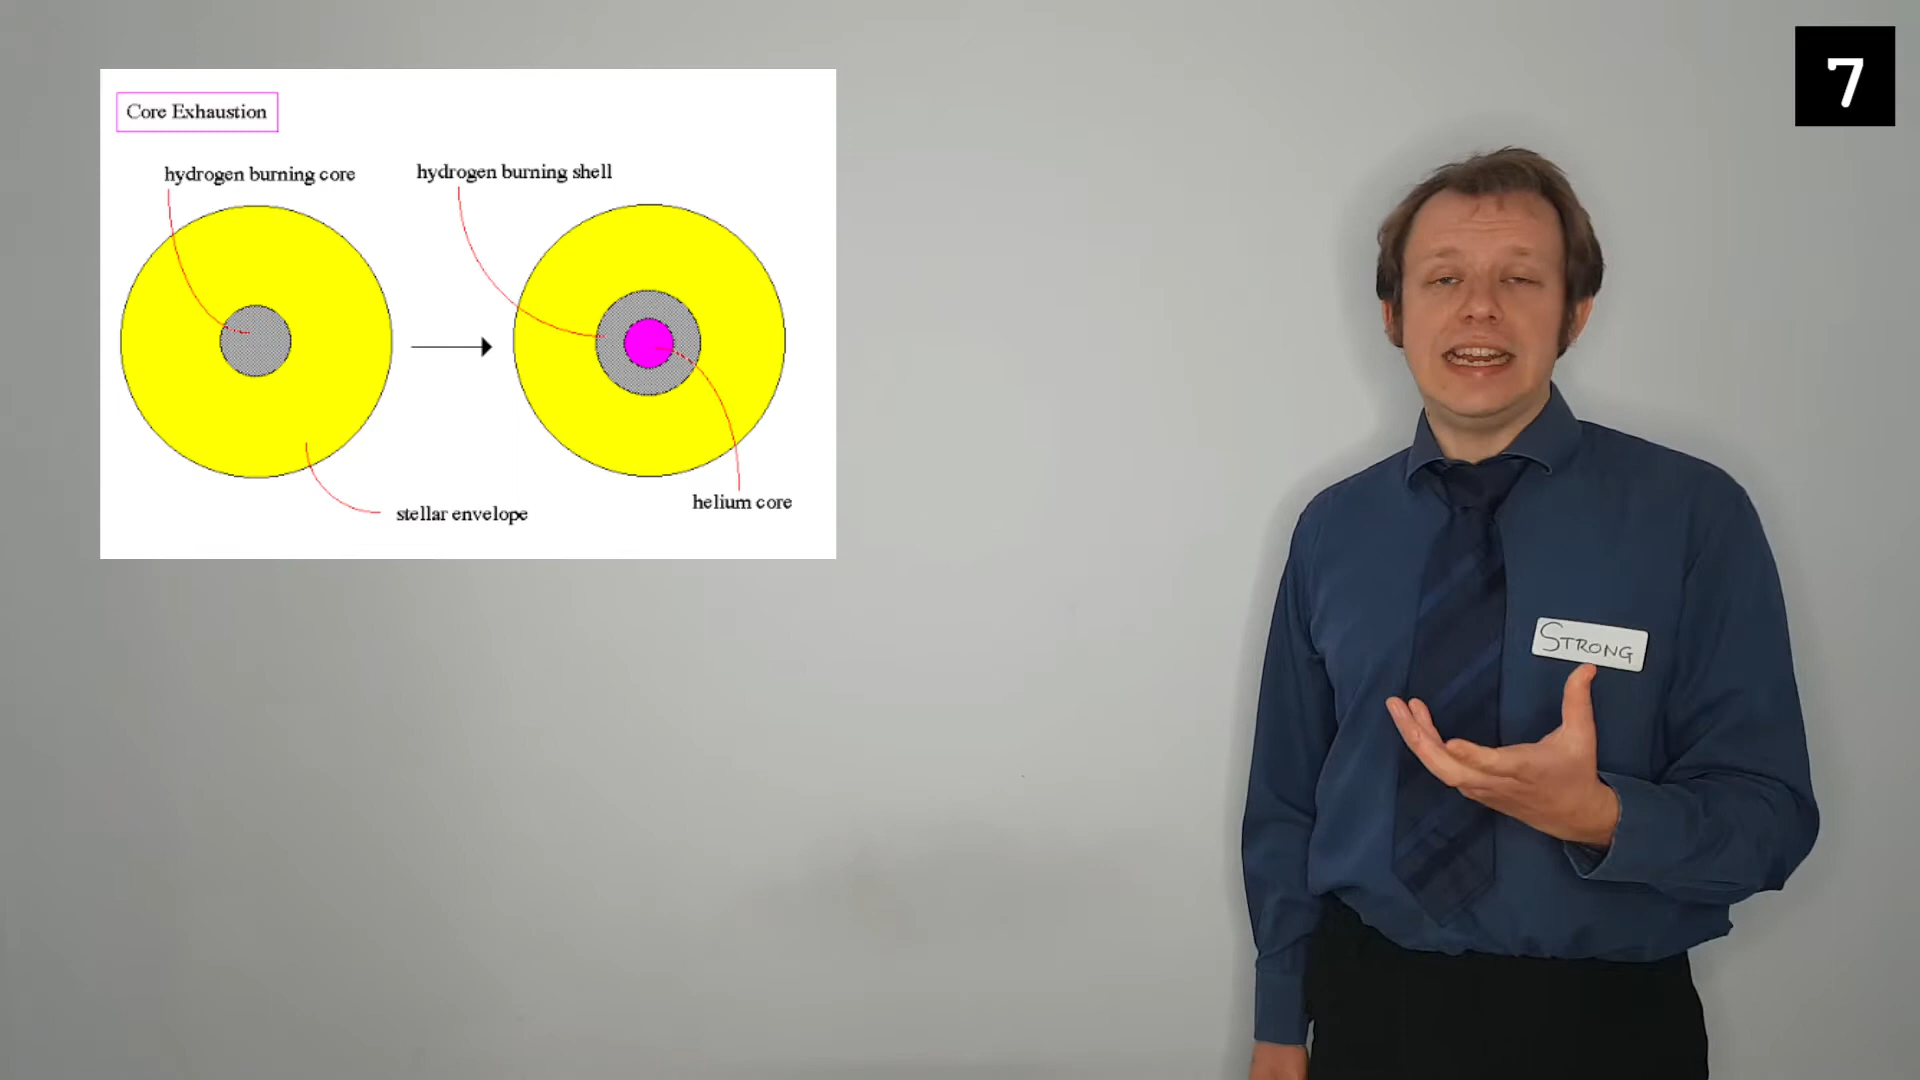 7
Core Exhaustion
hydrogen burning core
hydrogen burning shell
stellar envelope
helium core
STRONG